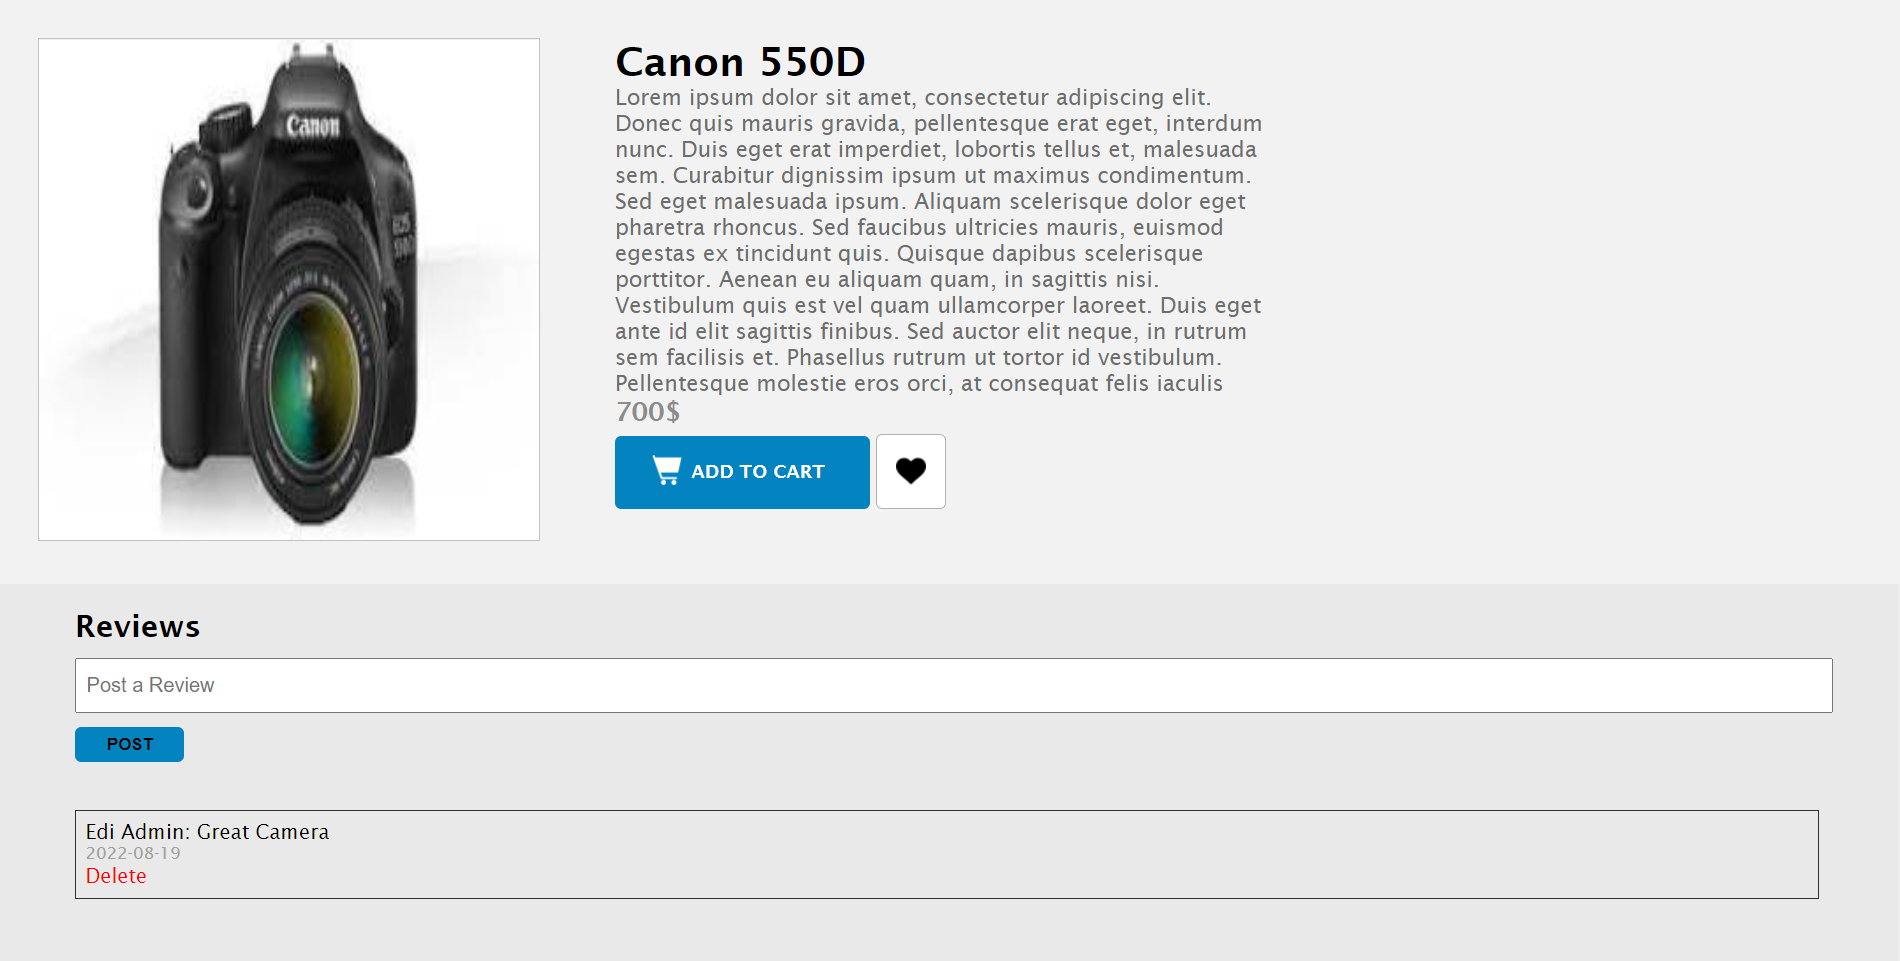 Canon
Canon 550D
Lorem ipsum dolor sit amet, consectetur adipiscing elit.
Donec quis mauris gravida, pellentesque erat eget, interdum
nunc. Duis eget erat imperdiet, lobortis tellus et, malesuada
sem. Curabitur dignissim ipsum ut maximus condimentum.
Sed eget malesuada ipsum. Aliquam scelerisque dolor eget
pharetra rhoncus. Sed faucibus ultricies mauris, euismod
egestas ex tincidunt quis. Quisque dapibus scelerisque
porttitor. Aenean eu aliquam quam, in sagittis nisi.
Vestibulum quis est vel quam ullamcorper laoreet. Duis eget
ante id elit sagittis finibus. Sed auctor elit neque, in rutrum
sem facilisis et. Phasellus rutrum ut tortor id vestibulum.
Pellentesque molestie eros orci, at consequat felis iaculis
700$
ADD TO CART
Reviews
Post a Review
POST
Edi Admin: Great Camera
2022-08-19
Delete